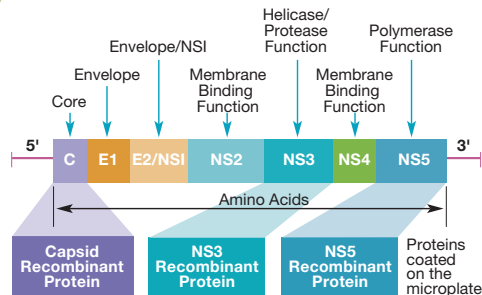 Helicase/
Protease
Function
Polymerase
Function
Envelope/NSI
Envelope
Membrane
Binding
Function
Membrane
Binding
Function
Core
5'
C
E1
E2/NSI
NS2
NS3
NS4
NS5
3'
Amino Acids
Capsid
Recombinant
Protein
NS3
Recombinant
Protein
NS5
Recombinant
Protein
Proteins
coated
on the
microplate